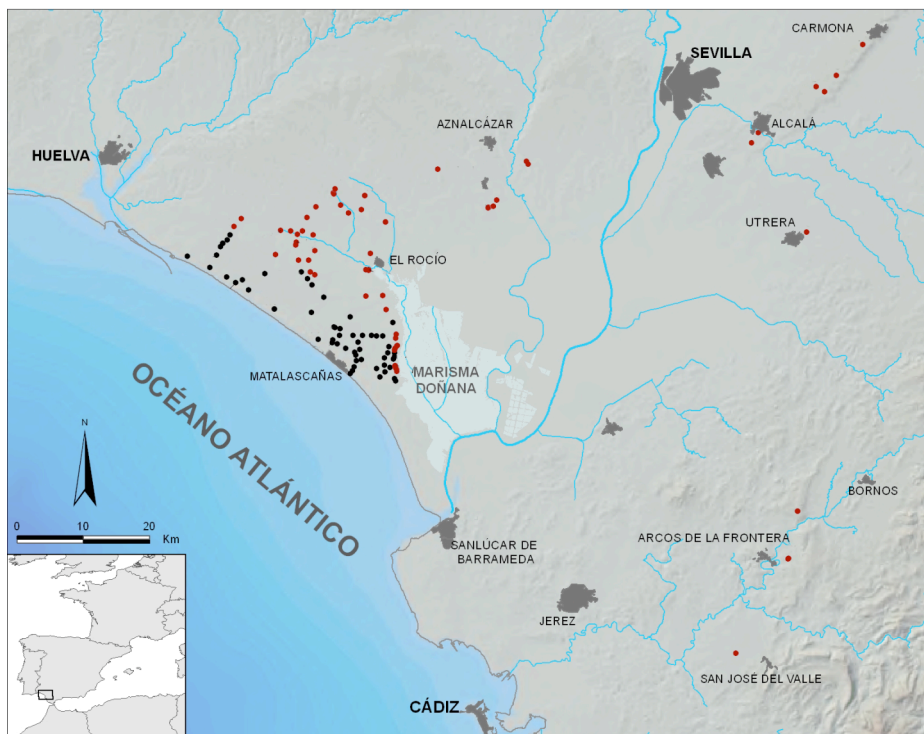 CARMONA
SEVILLA
ALCALÁ
AZNALCÁZAR
HUELVA
UTRERA
EL ROCÍO
MATALASCAÑAS
MARISMA
DOÑANA
OCÉANO ATLÁNTICO
N
0 10 20
Km
BORNOS
ARCOS DE LA FRONTERA
SANLÚCAR DE
BARRAMEDA
JEREZ
SAN JOSÉ DEL VALLE
CÁDIZ